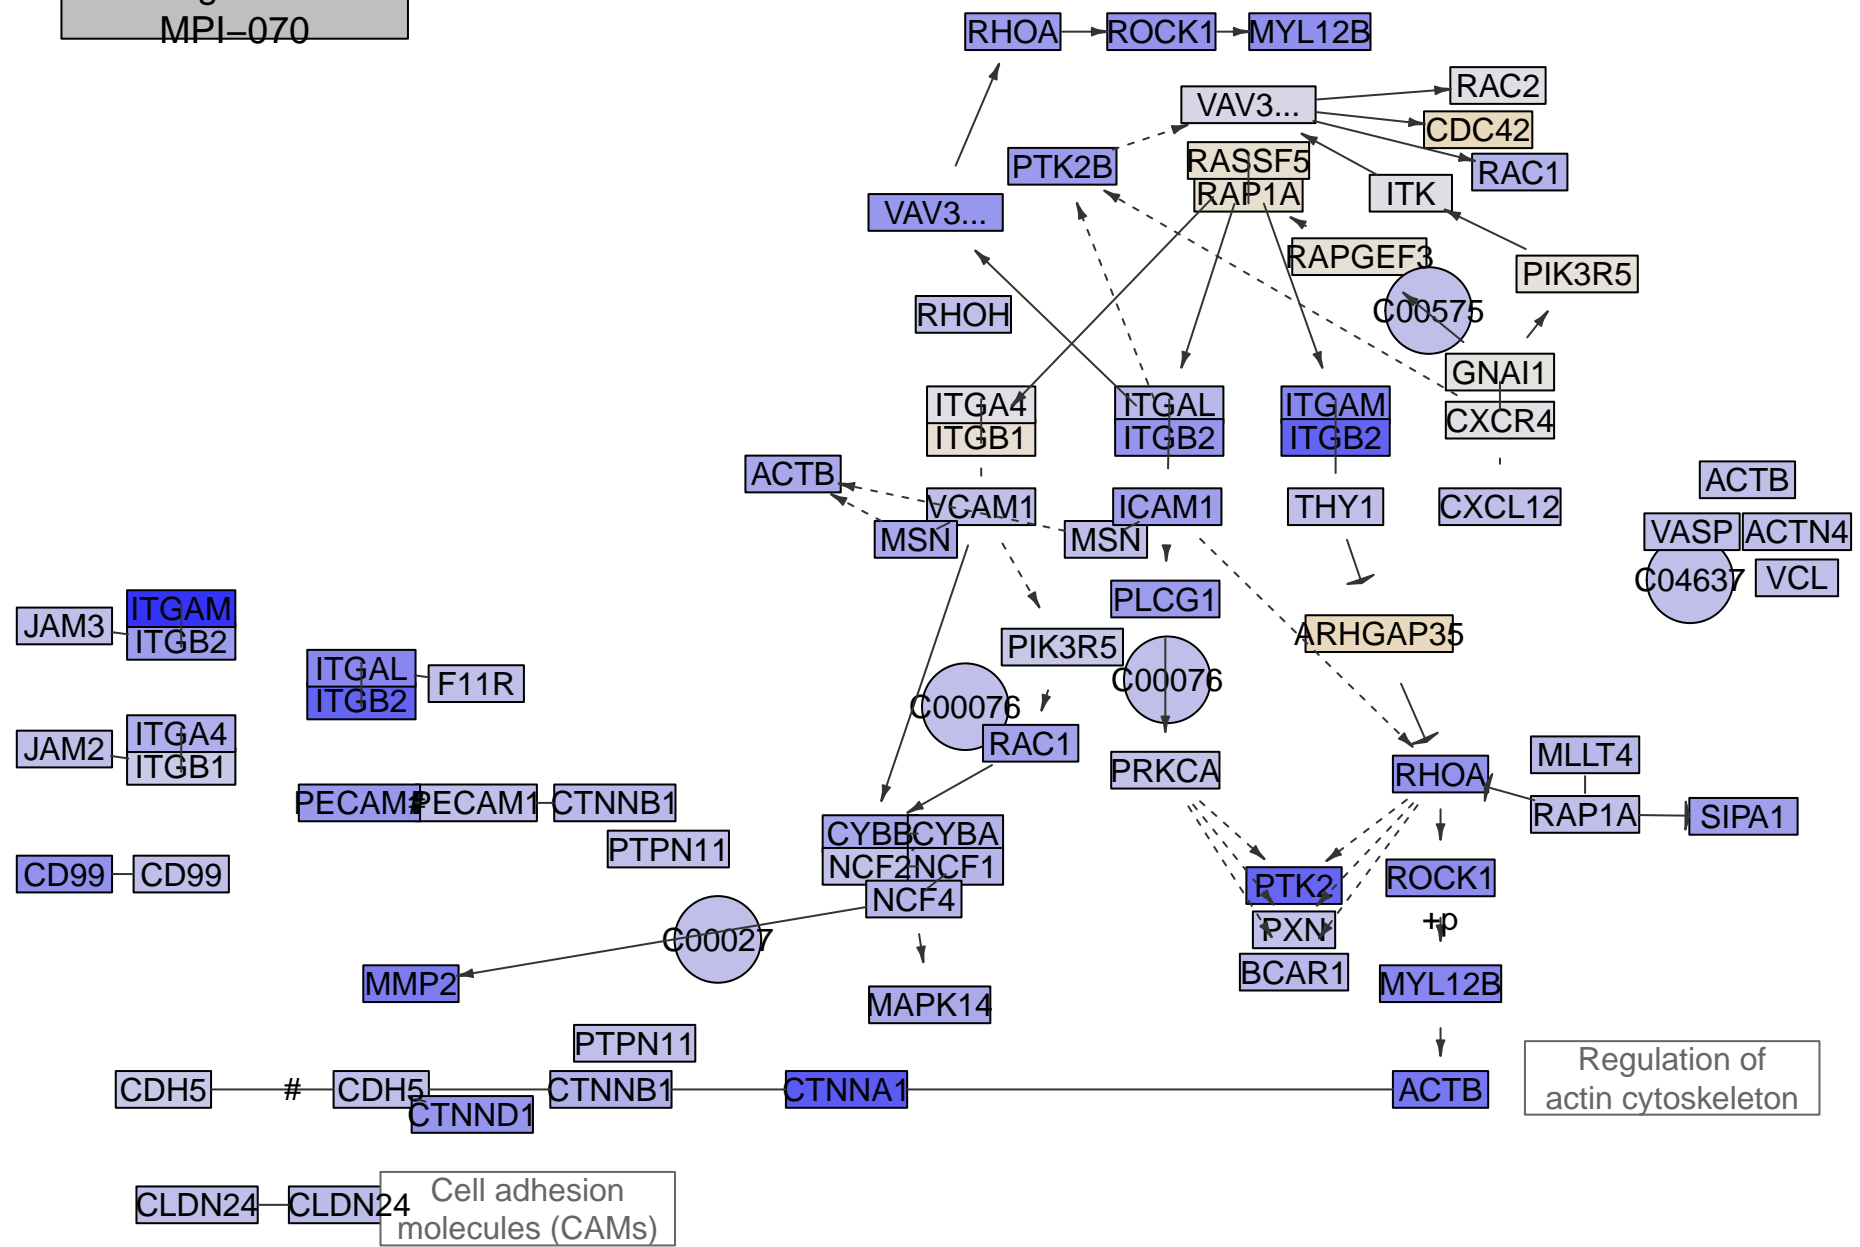 MPI−070
RHOA
ROCK1
MYL12B
RAC2
VAV3...
CDC42
RASSF5
PTK2B
RAC1
ITK
RAP1A
VAV3...
RAPGEF3
PIK3R5
C00575
RHOH
GNAI1
ITGA4
ITGAL
ITGAM
CXCR4
ITGB1
ITGB2
ITGB2
ACTB
ACTB
VCAM1
ICAM1
THY1
CXCL12
MSN
MSN
VASP
ACTN4
C04637
VCL
PLCG1
ITGAM
JAM3
ITGB2
ARHGAP35
PIK3R5
ITGAL
F11R
C00076
ITGB2
C00076
ITGA4
JAM2
RAC1
MLLT4
ITGB1
PRKCA
RHOA
PECAM1
#
PECAM1
CTNNB1
RAP1A
SIPA1
CYBB
CYBA
PTPN11
NCF2
NCF1
CD99
CD99
PTK2
ROCK1
NCF4
+p
PXN
C00027
BCAR1
MMP2
MYL12B
MAPK14
PTPN11
Regulation of
actin cytoskeleton
CDH5
#
CDH5
CTNNB1
CTNNA1
ACTB
CTNND1
CLDN24
CLDN24
Cell adhesion
molecules (CAMs)